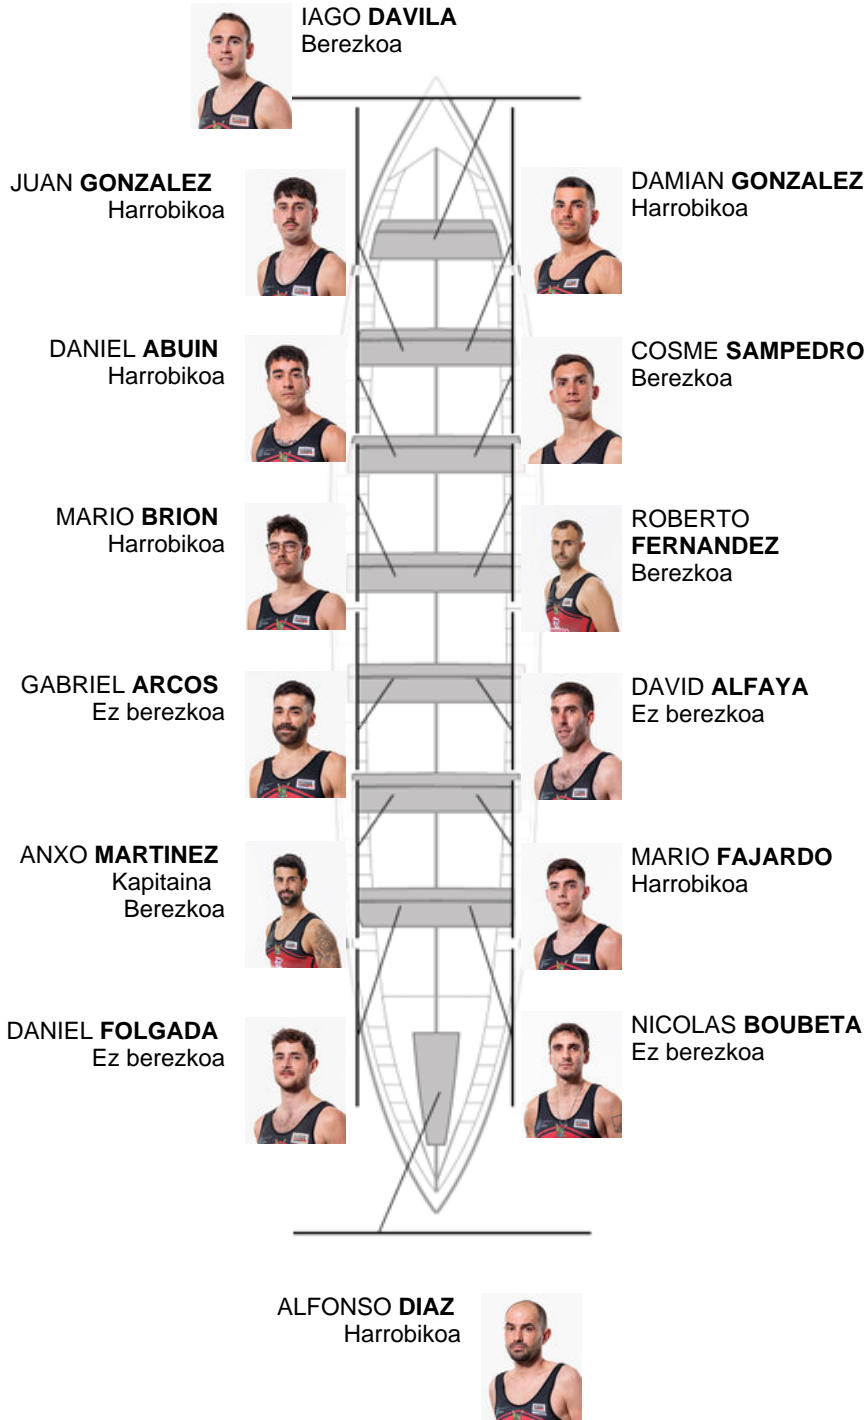 IAGO DAVILA
Berezkoa
JUAN GONZALEZ
Harrobikoa
DAMIAN GONZALEZ
Harrobikoa
DANIEL ABUIN
Harrobikoa
COSME SAMPEDRO
Berezkoa
MARIO BRION
Harrobikoa
ROBERTO
FERNANDEZ
Berezkoa
GABRIEL ARCOS
Ez berezkoa
DAVID ALFAYA
Ez berezkoa
ANXO MARTINEZ
Kapitaina
Berezkoa
MARIO FAJARDO
Harrobikoa
DANIEL FOLGADA
Ez berezkoa
NICOLAS BOUBETA
Ez berezkoa
ALFONSO DIAZ
Harrobikoa